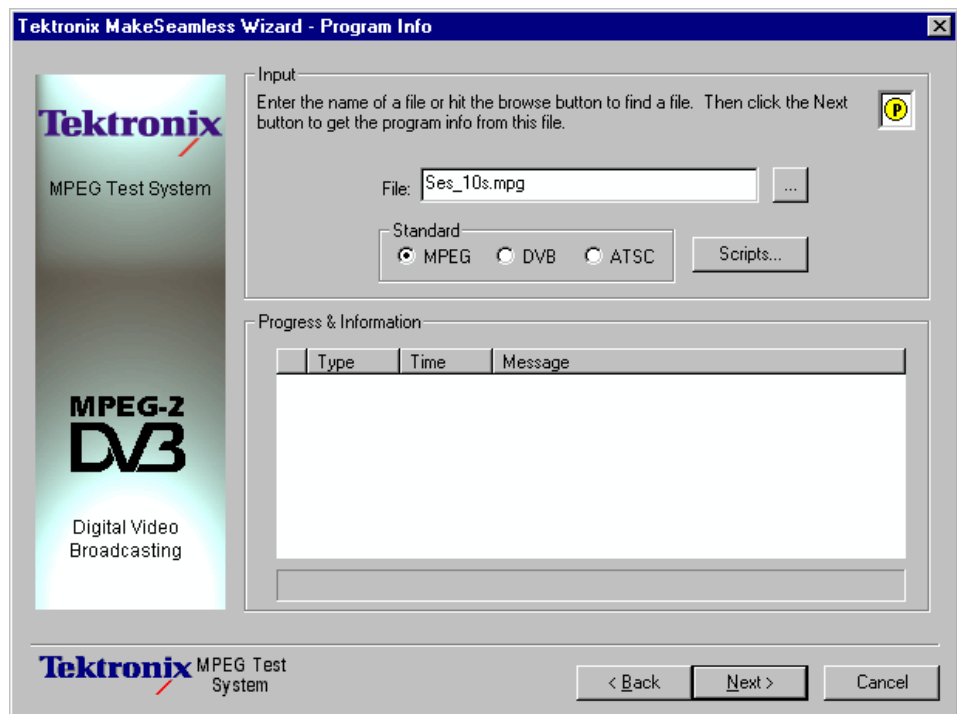 Tektronix MakeSeamless Wizard - Program Info
Tektronix
MPEG Test System
MPEG-2
DVB
Digital Video
Broadcasting
Input
Enter the name of a file or hit the browse button to find a file. Then click the Next
button to get the program info from this file.
P
File: Ses_10s.mpg ...
Standard
MPEG DVB ATSC Scripts...
Progress & Information
Type Time Message
Tektronix MPEG Test
System
< Back Next > Cancel